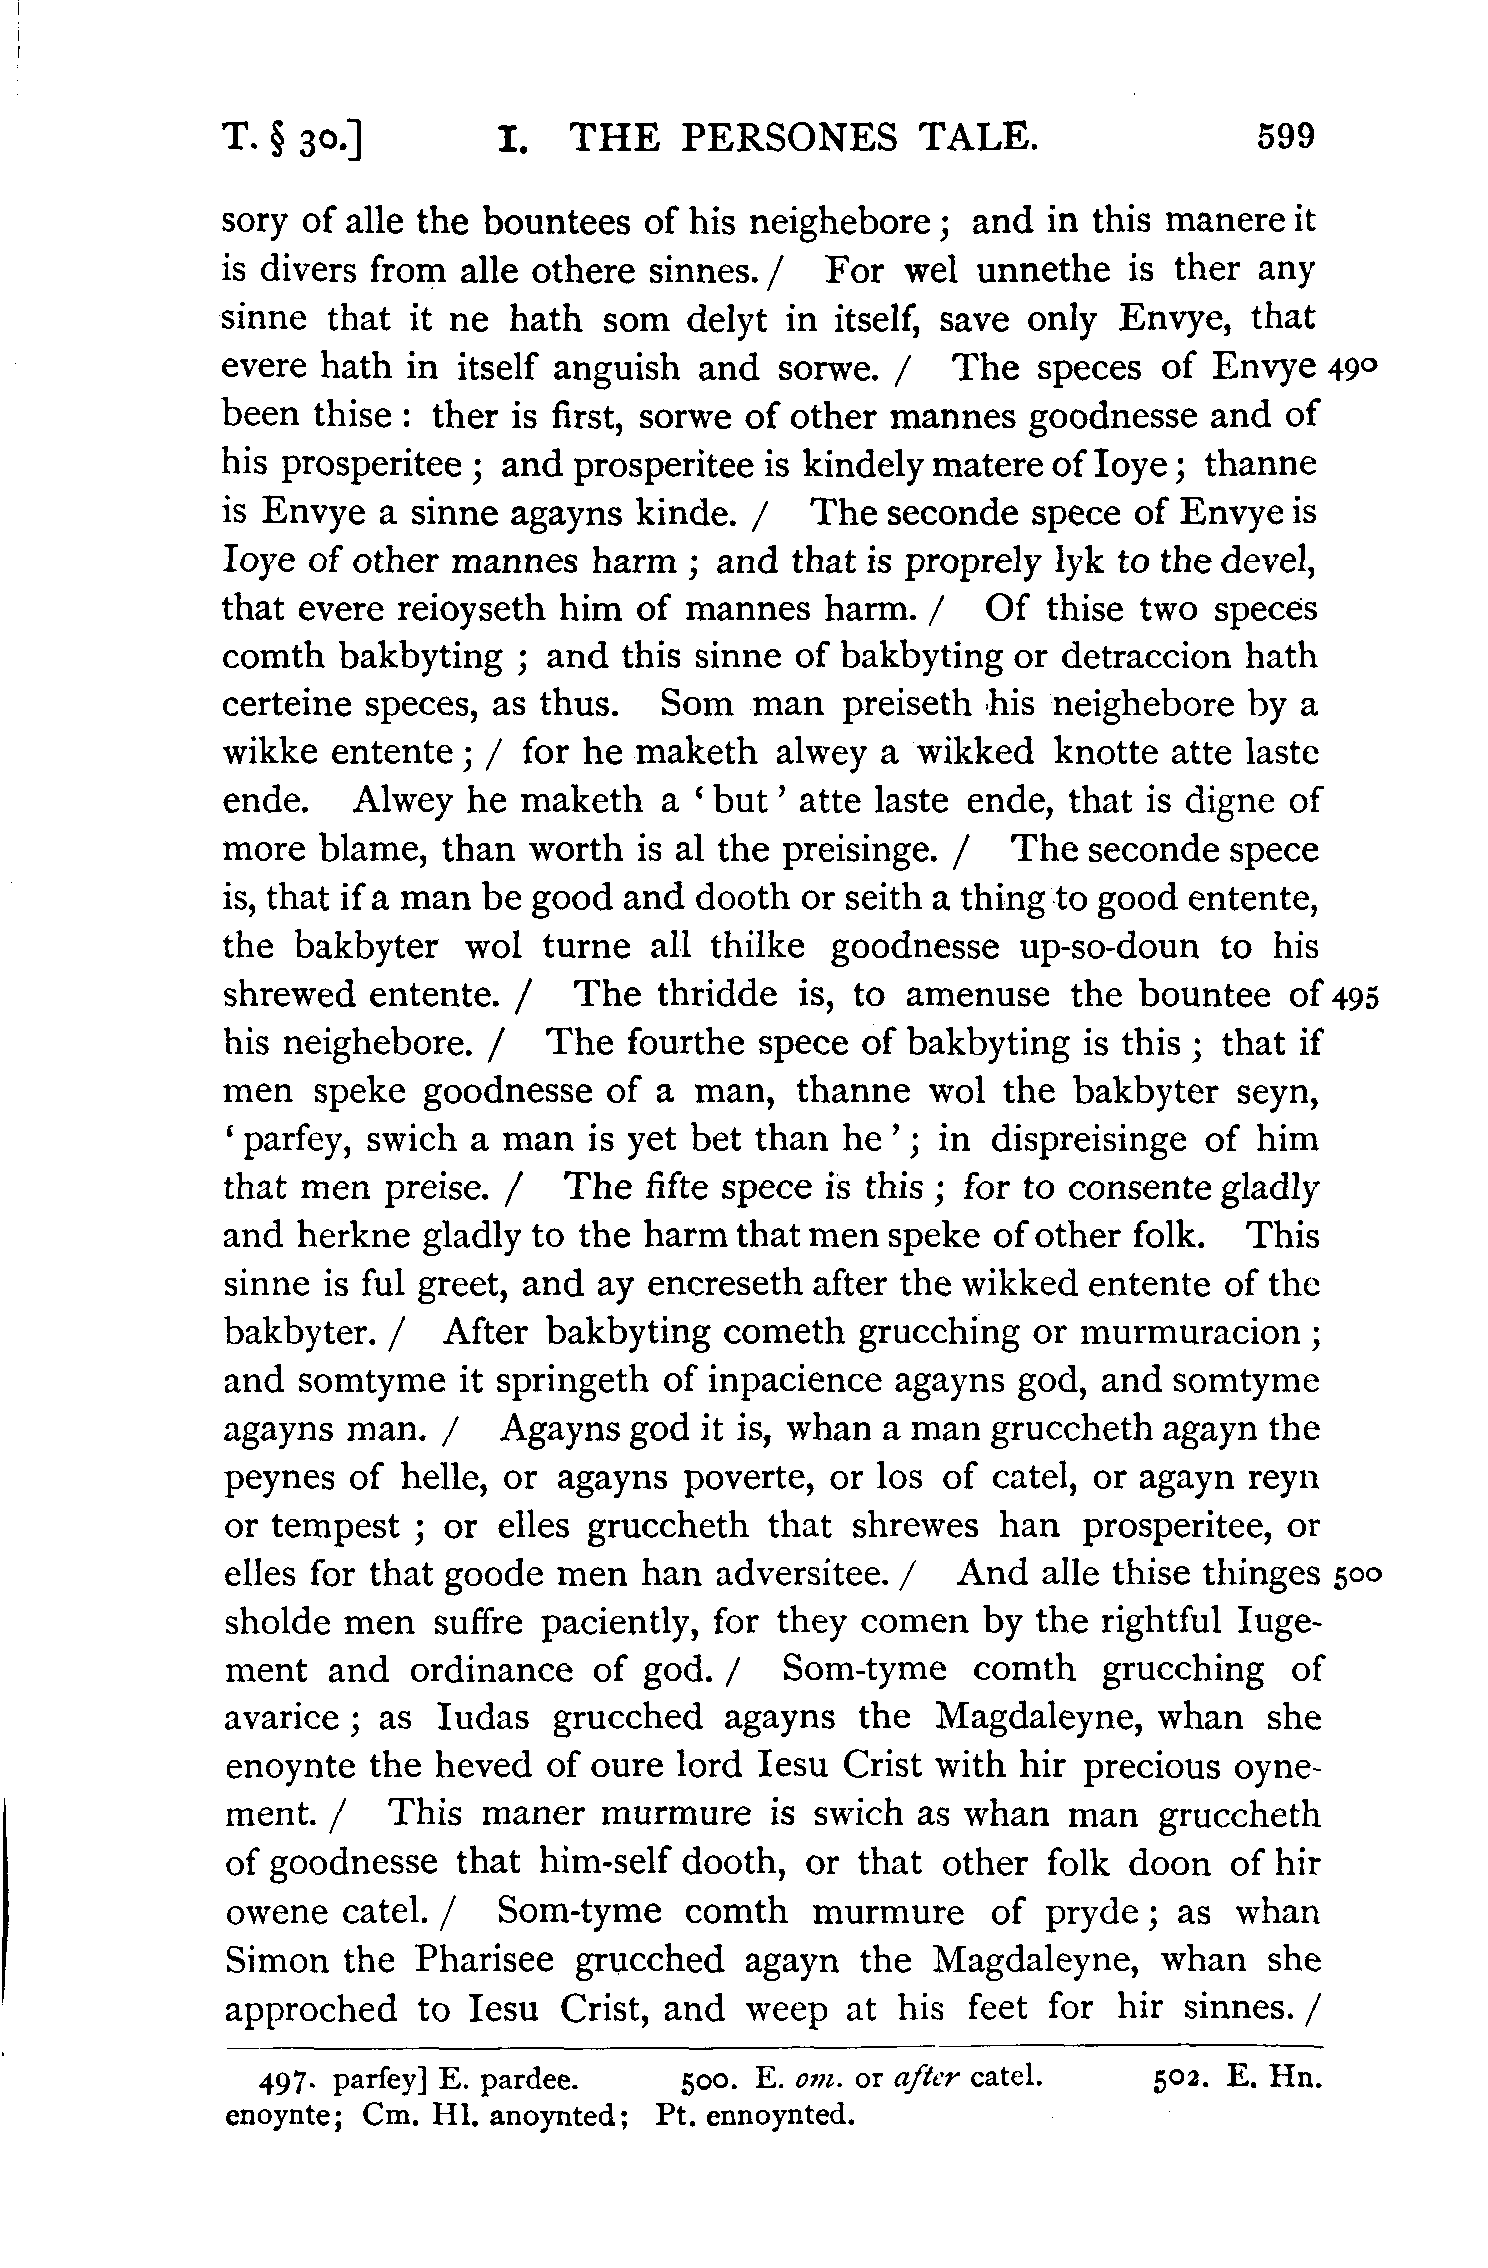 T. § 30.] I. THE PERSONES TALE. 599
sory of alle the bountees of his neighebore ; and in this manere it
is divers from alle othere sinnes. / For wel unnethe is ther any
sinne that it ne hath som delyt in itself, save only Envye, that
evere hath in itself anguish and sorwe. / The speces of Envye 490
been thise : ther is first, sorwe of other mannes goodnesse and of
his prosperitee ; and prosperitee is kindely matere of Ioye ; thanne
is Envye a sinne agayns kinde. / The seconde spece of Envye is
Ioye of other mannes harm ; and that is proprely lyk to the devel,
that evere reioyseth him of mannes harm. / Of thise two speces
comth bakbyting ; and this sinne of bakbyting or detraccion hath
certeine speces, as thus. Som man preiseth his neighebore by a
wikke entente ; / for he maketh alwey a wikked knotte atte laste
ende. Alwey he maketh a ‘ but ’ atte laste ende, that is digne of
more blame, than worth is al the preisinge. / The seconde spece
is, that if a man be good and dooth or seith a thing to good entente,
the bakbyter wol turne all thilke goodnesse up-so-doun to his
shrewed entente. / The thridde is, to amenuse the bountee of 495
his neighebore. / The fourthe spece of bakbyting is this ; that if
men speke goodnesse of a man, thanne wol the bakbyter seyn,
‘ parfey, swich a man is yet bet than he ’ ; in dispreisinge of him
that men preise. / The fifte spece is this ; for to consente gladly
and herkne gladly to the harm that men speke of other folk. This
sinne is ful greet, and ay encreseth after the wikked entente of the
bakbyter. / After bakbyting cometh grucching or murmuracion ;
and somtyme it springeth of inpacience agayns god, and somtyme
agayns man. / Agayns god it is, whan a man gruccheth agayn the
peynes of helle, or agayns poverte, or los of catel, or agayn reyn
or tempest ; or elles gruccheth that shrewes han prosperitee, or
elles for that goode men han adversitee. / And alle thise thinges 500
sholde men suffre paciently, for they comen by the rightful Iuge-
ment and ordinance of god. / Som-tyme comth grucching of
avarice ; as Iudas grucched agayns the Magdaleyne, whan she
enoynte the heved of oure lord Iesu Crist with hir precious oyne-
ment. / This maner murmure is swich as whan man gruccheth
of goodnesse that him-self dooth, or that other folk doon of hir
owene catel. / Som-tyme comth murmure of pryde ; as whan
Simon the Pharisee grucched agayn the Magdaleyne, whan she
approched to Iesu Crist, and weep at his feet for hir sinnes. /
497. parfey] E. pardee. 500. E. om. or after catel. 502. E. Hn.
enoynte; Cm. Hl. anoynted; Pt. ennoynted.